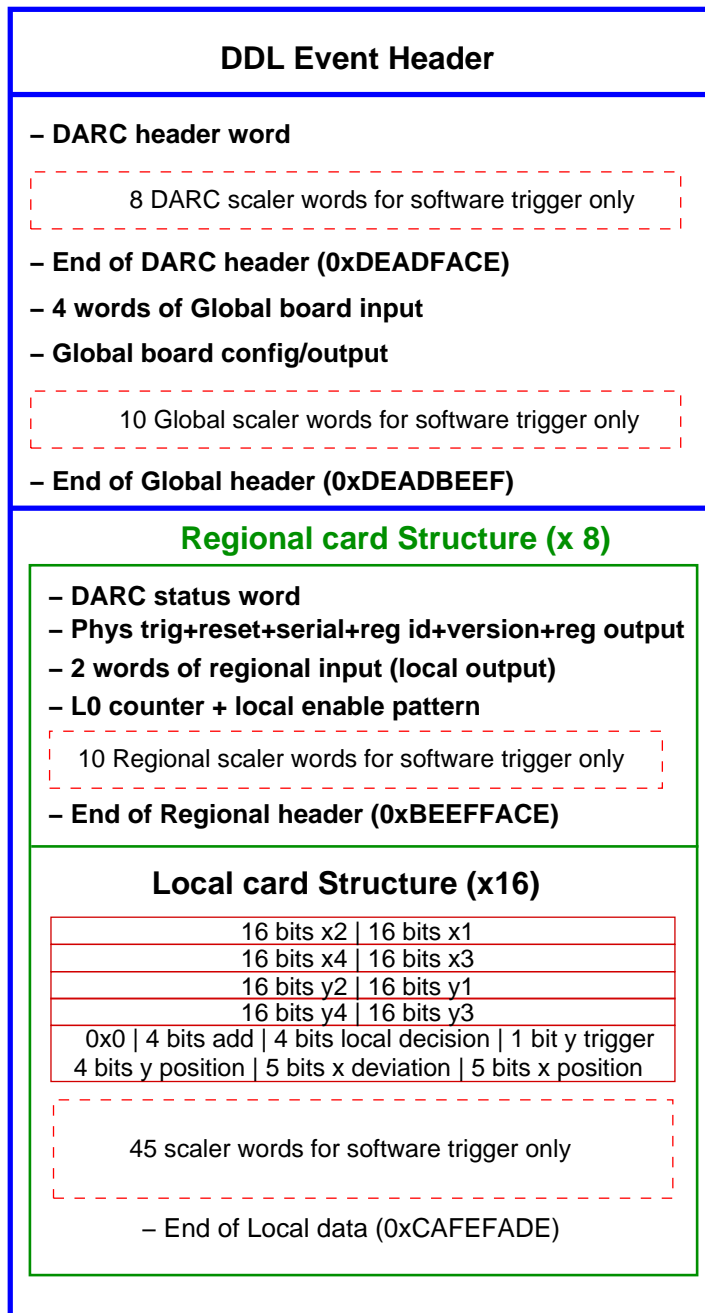 DDL Event Header
– DARC header word
8 DARC scaler words for software trigger only
– End of DARC header (0xDEADFACE)
– 4 words of Global board input
– Global board config/output
10 Global scaler words for software trigger only
– End of Global header (0xDEADBEEF)
Regional card Structure (x 8)
– DARC status word
– Phys trig+reset+serial+reg id+version+reg output
– 2 words of regional input (local output)
– L0 counter + local enable pattern
10 Regional scaler words for software trigger only
– End of Regional header (0xBEEFFACE)
Local card Structure (x16)
16 bits x2 | 16 bits x1
16 bits x4 | 16 bits x3
16 bits y2 | 16 bits y1
16 bits y4 | 16 bits y3
0x0 | 4 bits add | 4 bits local decision | 1 bit y trigger
4 bits y position | 5 bits x deviation | 5 bits x position
45 scaler words for software trigger only
– End of Local data (0xCAFEFADE)